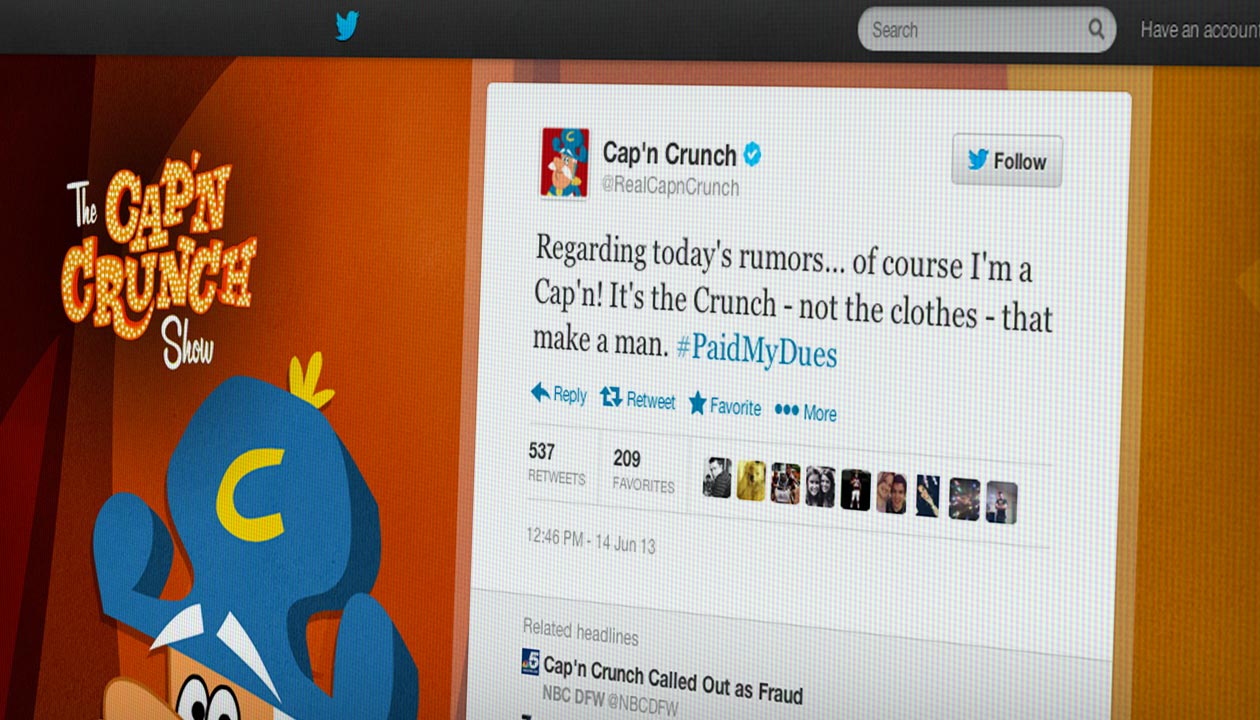 Search
Have an account
The
CAP'N
CRUNCH
Show
C
C
Cap'n Crunch
@RealCapnCrunch
Follow
Regarding today's rumors... of course I'm a
Cap'n! It's the Crunch - not the clothes - that
make a man. #PaidMyDues
Reply Retweet Favorite More
537
RETWEETS
209
FAVORITES
12:46 PM - 14 Jun 13
Related headlines
5
Cap'n Crunch Called Out as Fraud
NBC DFW @NBCDFW